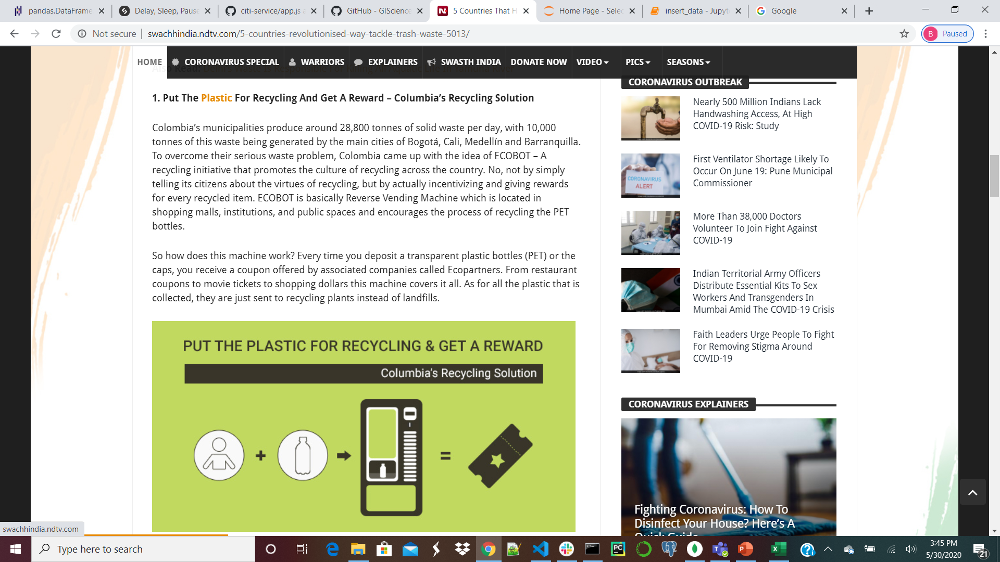 pandas.DataFrame
Delay, Sleep, Pause
citi-service/app.js a
GitHub - GIScience
5 Countries That H
Home Page - Selec
insert_data - Jupyt
Google
Not secure
swachhindia.ndtv.com/5-countries-revolutionised-way-tackle-trash-waste-5013/
B
Paused
HOME
CORONAVIRUS SPECIAL
WARRIORS
EXPLAINERS
SWASTH INDIA
DONATE NOW
VIDEO
PICS
SEASONS
1. Put The Plastic For Recycling And Get A Reward – Columbia’s Recycling Solution
Colombia’s municipalities produce around 28,800 tonnes of solid waste per day, with 10,000
tonnes of this waste being generated by the main cities of Bogotá, Cali, Medellín and Barranquilla.
To overcome their serious waste problem, Colombia came up with the idea of ECOBOT – A
recycling initiative that promotes the culture of recycling across the country. No, not by simply
telling its citizens about the virtues of recycling, but by actually incentivizing and giving rewards
for every recycled item. ECOBOT is basically Reverse Vending Machine which is located in
shopping malls, institutions, and public spaces and encourages the process of recycling the PET
bottles.
So how does this machine work? Every time you deposit a transparent plastic bottles (PET) or the
caps, you receive a coupon offered by associated companies called Ecopartners. From restaurant
coupons to movie tickets to shopping dollars this machine covers it all. As for all the plastic that is
collected, they are just sent to recycling plants instead of landfills.
PUT THE PLASTIC FOR RECYCLING & GET A REWARD
Columbia's Recycling Solution
CORONAVIRUS OUTBREAK
Nearly 500 Million Indians Lack
Handwashing Access, At High
COVID-19 Risk: Study
First Ventilator Shortage Likely To
Occur On June 19: Pune Municipal
Commissioner
CORONAVIRUS
ALERT
More Than 38,000 Doctors
Volunteer To Join Fight Against
COVID-19
Indian Territorial Army Officers
Distribute Essential Kits To Sex
Workers And Transgenders In
Mumbai Amid The COVID-19 Crisis
Faith Leaders Urge People To Fight
For Removing Stigma Around
COVID-19
CORONAVIRUS EXPLAINERS
Fighting Coronavirus: How To
Disinfect Your House? Here’s A
Quick Guide
swachhindia.ndtv.com
Type here to search
3:45 PM
5/30/2020
21